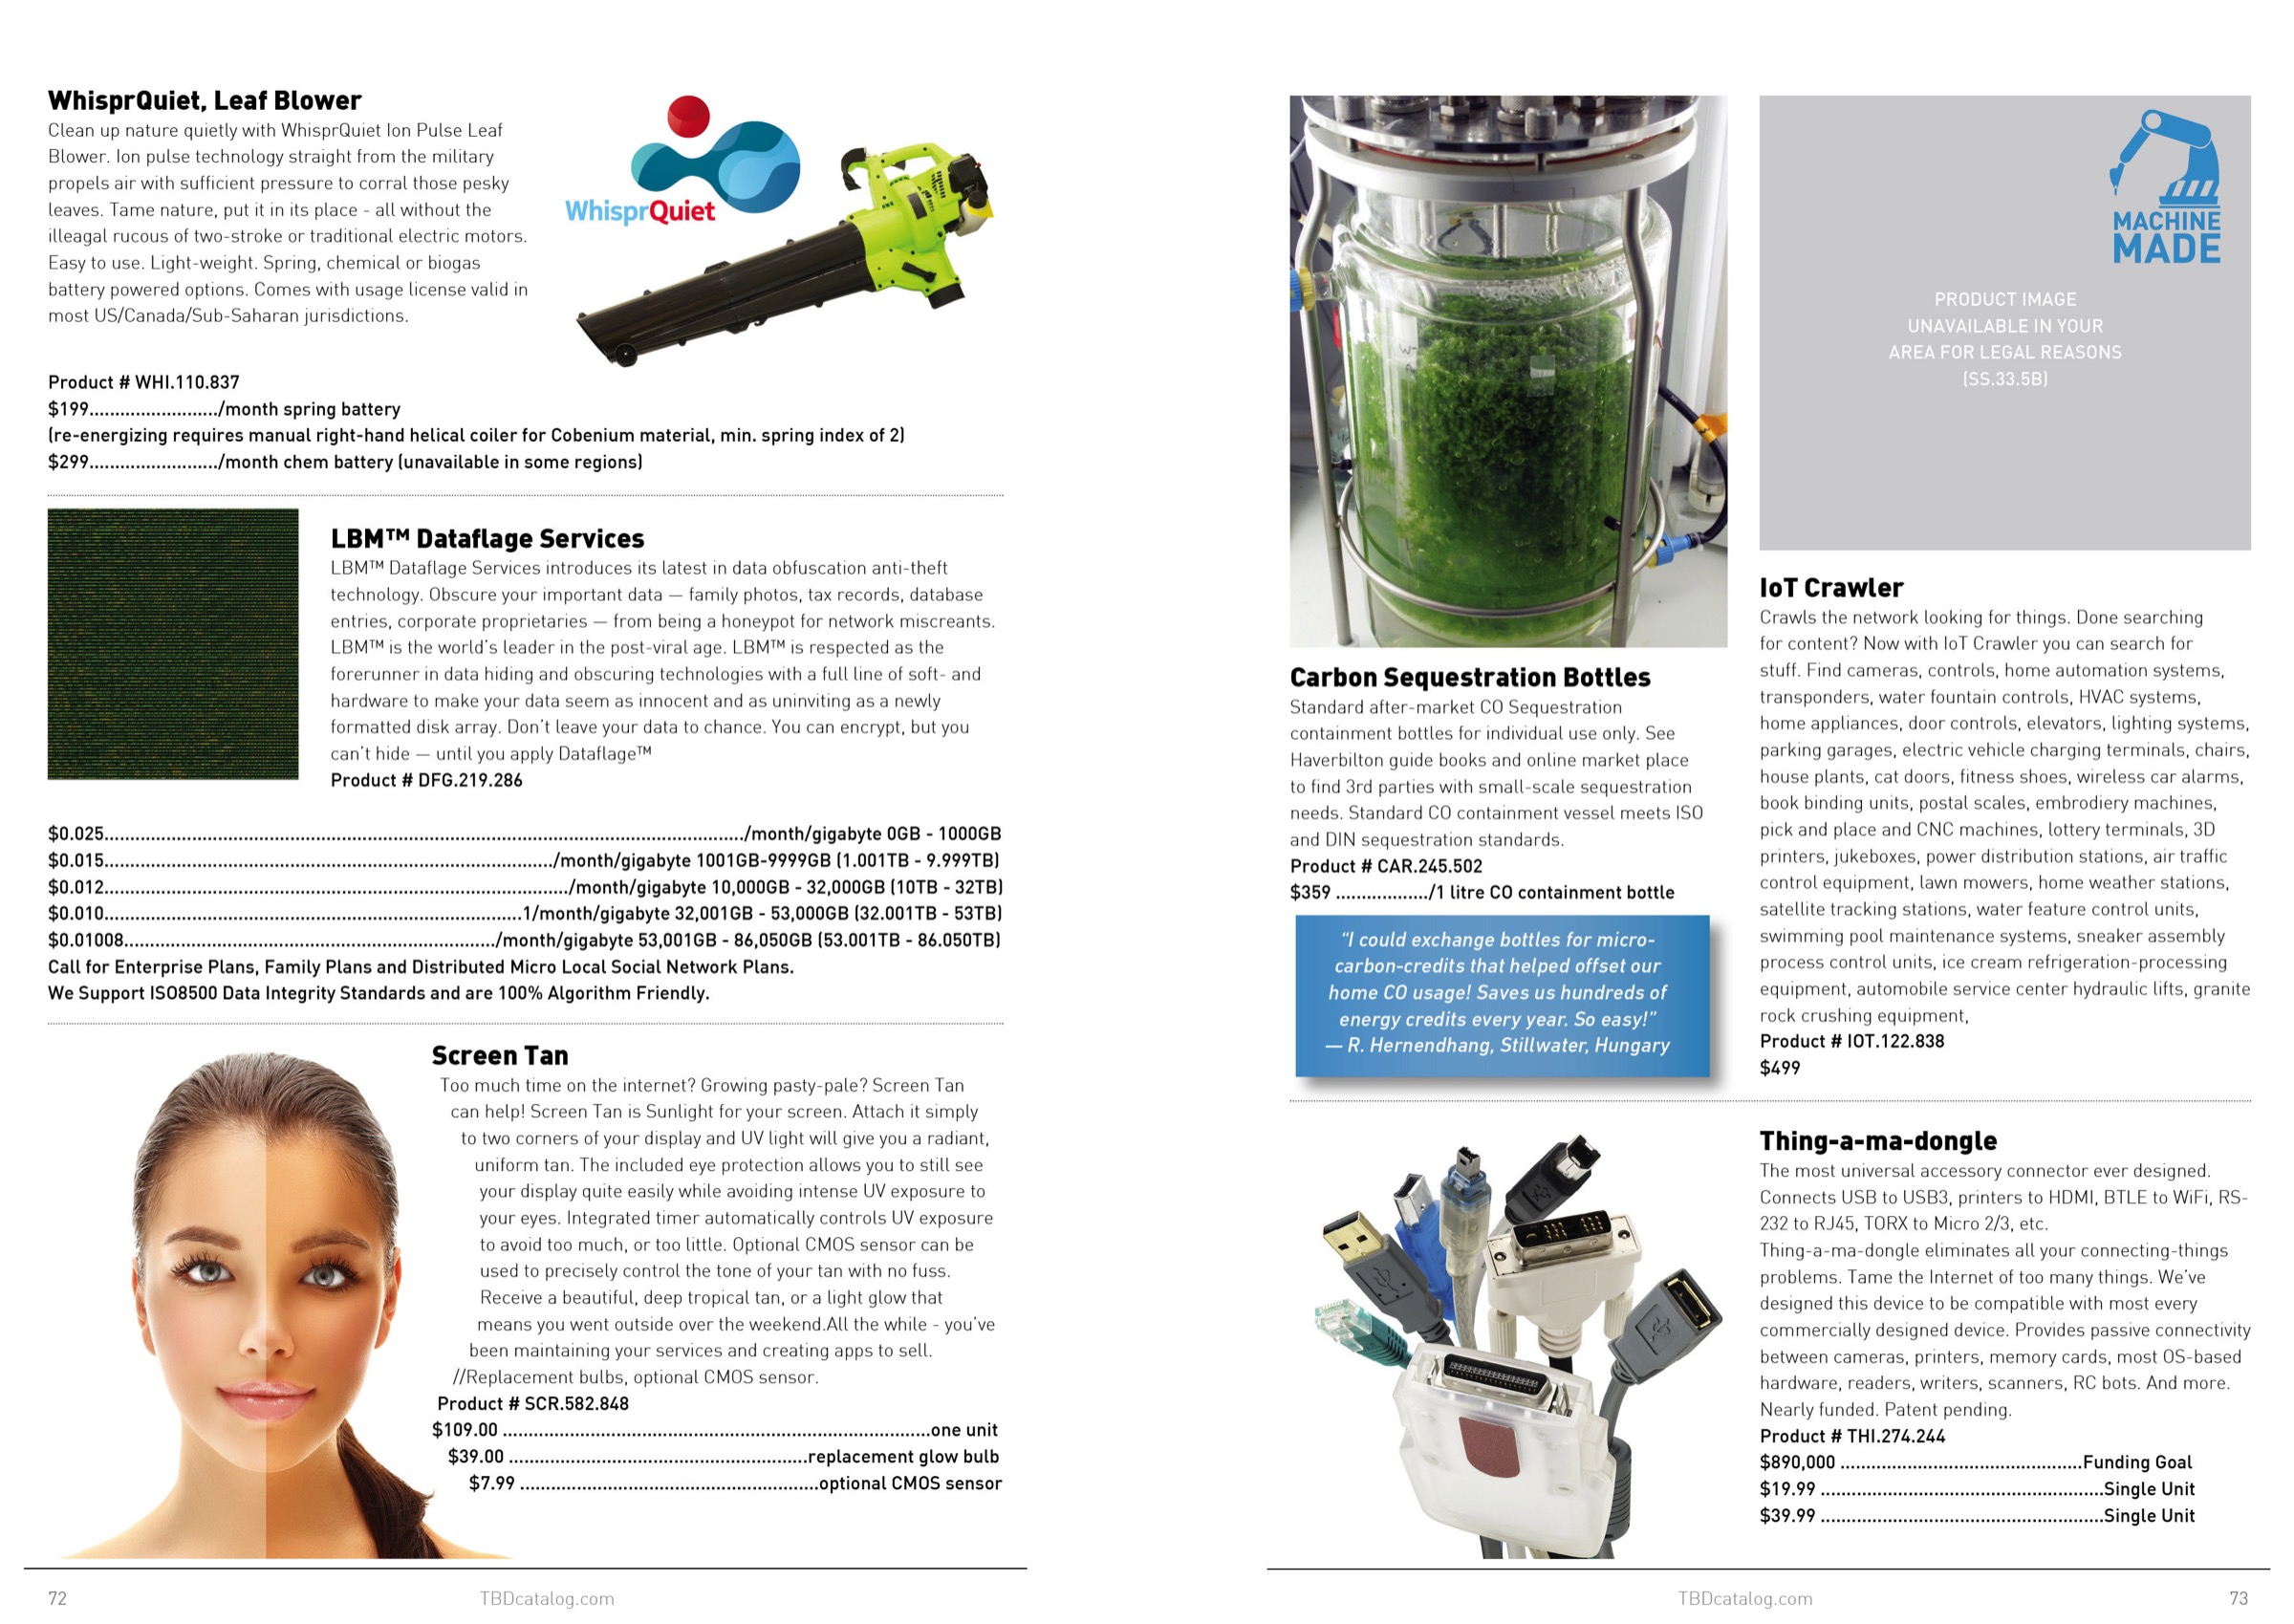 WhisprQuiet, Leaf Blower
Clean up nature quietly with WhisprQuiet Ion Pulse Leaf
Blower. Ion pulse technology straight from the military
propels air with sufficient pressure to corral those pesky
leaves. Tame nature, put it in its place - all without the
illeagal rucous of two-stroke or traditional electric motors.
Easy to use. Light-weight. Spring, chemical or biogas
battery powered options. Comes with usage license valid in
most US/Canada/Sub-Saharan jurisdictions.
WhisprQuiet
Product # WHI.110.837
$199........................./month spring battery
(re-energizing requires manual right-hand helical coiler for Cobenium material, min. spring index of 2)
$299........................./month chem battery (unavailable in some regions)
LBM™ Dataflage Services
LBM™ Dataflage Services introduces its latest in data obfuscation anti-theft
technology. Obscure your important data — family photos, tax records, database
entries, corporate proprietaries — from being a honeypot for network miscreants.
LBM™ is the world's leader in the post-viral age. LBM™ is respected as the
forerunner in data hiding and obscuring technologies with a full line of soft- and
hardware to make your data seem as innocent and as uninviting as a newly
formatted disk array. Don't leave your data to chance. You can encrypt, but you
can't hide — until you apply Dataflage™
Product # DFG.219.286
$0.025............................................................................................................................/month/gigabyte 0GB - 1000GB
$0.015......................................................................................./month/gigabyte 1001GB-9999GB (1.001TB - 9.999TB)
$0.012........................................................................................../month/gigabyte 10,000GB - 32,000GB (10TB - 32TB)
$0.010.................................................................................1/month/gigabyte 32,001GB - 53,000GB (32.001TB - 53TB)
$0.01008......................................................................../month/gigabyte 53,001GB - 86,050GB (53.001TB - 86.050TB)
Call for Enterprise Plans, Family Plans and Distributed Micro Local Social Network Plans.
We Support ISO8500 Data Integrity Standards and are 100% Algorithm Friendly.
Screen Tan
Too much time on the internet? Growing pasty-pale? Screen Tan
can help! Screen Tan is Sunlight for your screen. Attach it simply
to two corners of your display and UV light will give you a radiant,
uniform tan. The included eye protection allows you to still see
your display quite easily while avoiding intense UV exposure to
your eyes. Integrated timer automatically controls UV exposure
to avoid too much, or too little. Optional CMOS sensor can be
used to precisely control the tone of your tan with no fuss.
Receive a beautiful, deep tropical tan, or a light glow that
means you went outside over the weekend.All the while - you've
been maintaining your services and creating apps to sell.
//Replacement bulbs, optional CMOS sensor.
Product # SCR.582.848
$109.00 ...................................................................................one unit
$39.00 ..........................................................replacement glow bulb
$7.99 ..........................................................optional CMOS sensor
72
TBDcatalog.com
Carbon Sequestration Bottles
Standard after-market CO Sequestration
containment bottles for individual use only. See
Haverbilton guide books and online market place
to find 3rd parties with small-scale sequestration
needs. Standard CO containment vessel meets ISO
and DIN sequestration standards.
Product # CAR.245.502
$359 ................../1 litre CO containment bottle
"I could exchange bottles for micro-
carbon-credits that helped offset our
home CO usage! Saves us hundreds of
energy credits every year. So easy!"
— R. Hernendhang, Stillwater, Hungary
MACHINE
MADE
PRODUCT IMAGE
UNAVAILABLE IN YOUR
AREA FOR LEGAL REASONS
(SS.33.5B)
IoT Crawler
Crawls the network looking for things. Done searching
for content? Now with IoT Crawler you can search for
stuff. Find cameras, controls, home automation systems,
transponders, water fountain controls, HVAC systems,
home appliances, door controls, elevators, lighting systems,
parking garages, electric vehicle charging terminals, chairs,
house plants, cat doors, fitness shoes, wireless car alarms,
book binding units, postal scales, embrodiery machines,
pick and place and CNC machines, lottery terminals, 3D
printers, jukeboxes, power distribution stations, air traffic
control equipment, lawn mowers, home weather stations,
satellite tracking stations, water feature control units,
swimming pool maintenance systems, sneaker assembly
process control units, ice cream refrigeration-processing
equipment, automobile service center hydraulic lifts, granite
rock crushing equipment,
Product # IOT.122.838
$499
Thing-a-ma-dongle
The most universal accessory connector ever designed.
Connects USB to USB3, printers to HDMI, BTLE to WiFi, RS-
232 to RJ45, TORX to Micro 2/3, etc.
Thing-a-ma-dongle eliminates all your connecting-things
problems. Tame the Internet of too many things. We've
designed this device to be compatible with most every
commercially designed device. Provides passive connectivity
between cameras, printers, memory cards, most OS-based
hardware, readers, writers, scanners, RC bots. And more.
Nearly funded. Patent pending.
Product # THI.274.244
$890,000 ...............................................Funding Goal
$19.99 .......................................................Single Unit
$39.99 .......................................................Single Unit
TBDcatalog.com
73